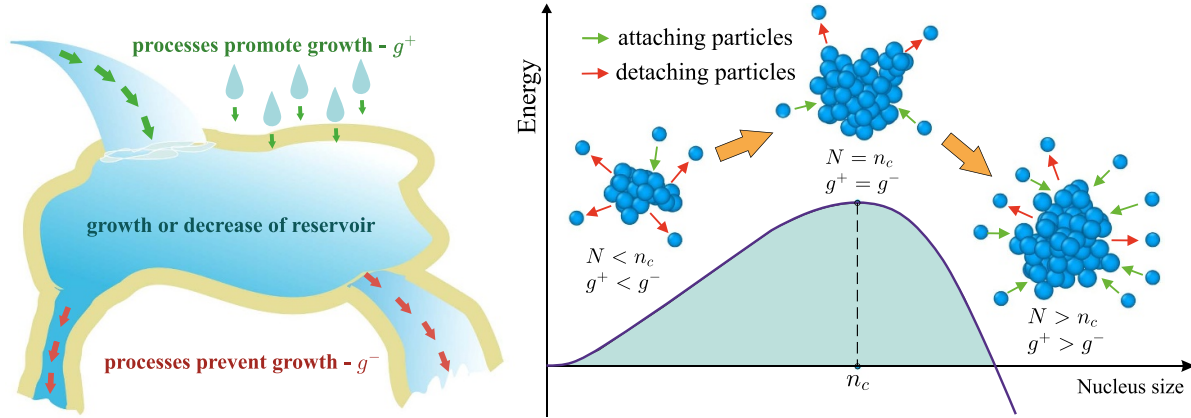 processes promote growth - g⁺
growth or decrease of reservoir
processes prevent growth - g⁻
Energy
attaching particles
detaching particles
N < n_c
g⁺ < g⁻
N = n_c
g⁺ = g⁻
N > n_c
g⁺ > g⁻
n_c
Nucleus size